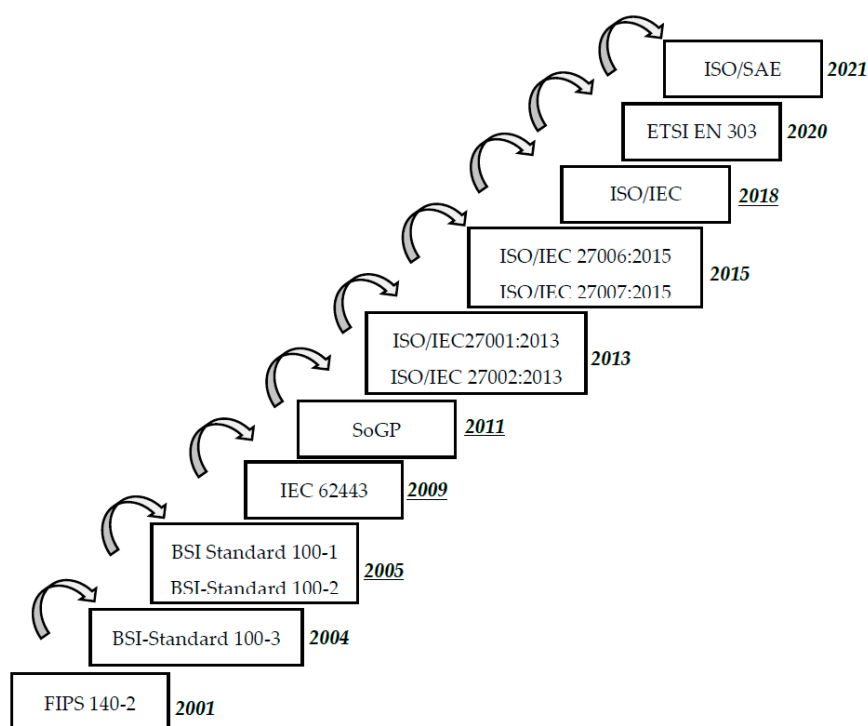 ISO/SAE 2021
ETSI EN 303 2020
ISO/IEC 2018
ISO/IEC 27006:2015
ISO/IEC 27007:2015
2015
ISO/IEC27001:2013
ISO/IEC 27002:2013
2013
SoGP 2011
IEC 62443 2009
BSI Standard 100-1
BSI-Standard 100-2
2005
BSI-Standard 100-3 2004
FIPS 140-2 2001